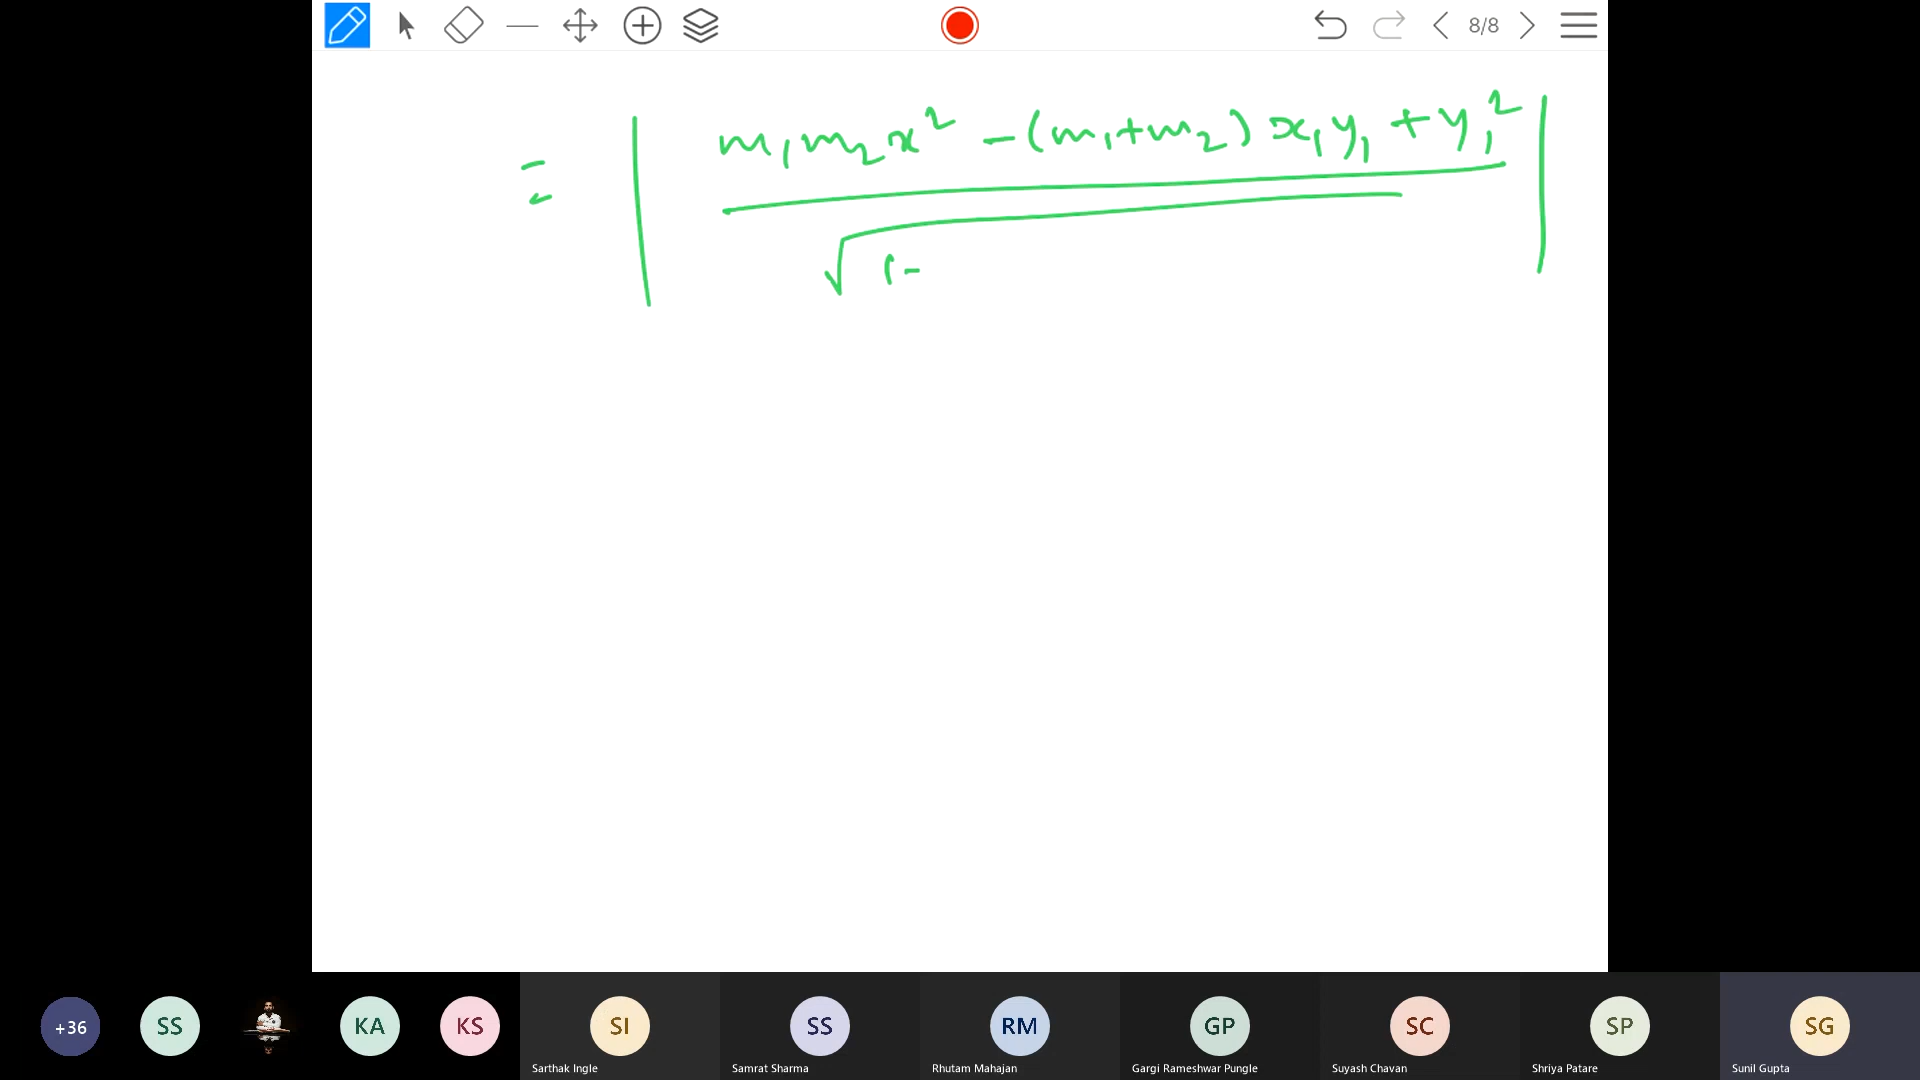 8/8
= | m₁m₂x² -(m₁+m₂) x₁y₁ + y₁² |
√ 1-
+36 SS KA KS SI SS RM GP SC SP SG
Sarthak Ingle Samrat Sharma Rhutam Mahajan Gargi Rameshwar Pungle Suyash Chavan Shriya Patare Sunil Gupta